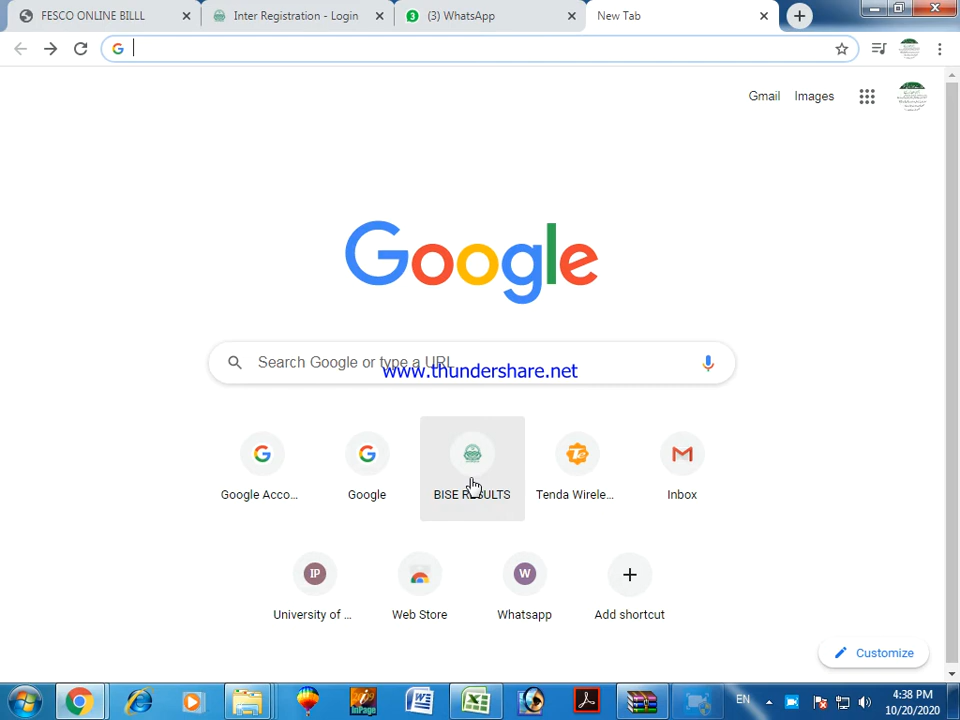 FESCO ONLINE BILLL
Inter Registration - Login
(3) WhatsApp
New Tab
Gmail
Images
Google
Search Google or type a URL
www.thundershare.net
Google Acco...
Google
BISE RESULTS
Tenda Wirele...
Inbox
IP
W
University of ...
Web Store
Whatsapp
Add shortcut
Customize
EN
4:38 PM
10/20/2020